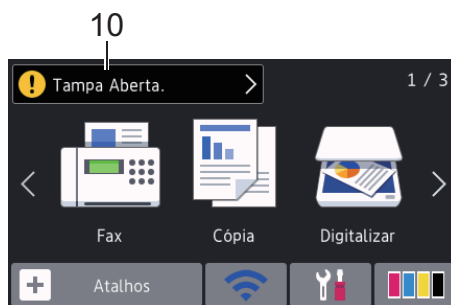 10
Tampa Aberta.
1 / 3
Fax
Cópia
Digitalizar
Atalhos